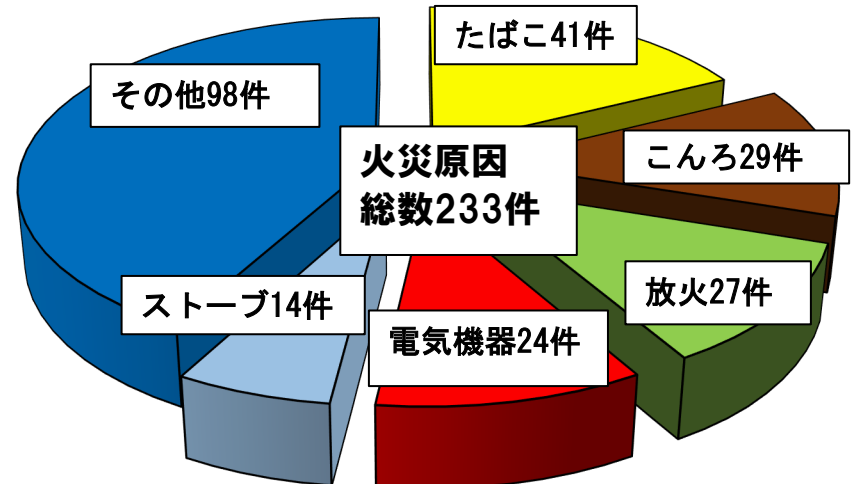 たばこ41件
その他98件
火災原因
総数233件
こんろ29件
放火27件
ストーブ14件
電気機器24件